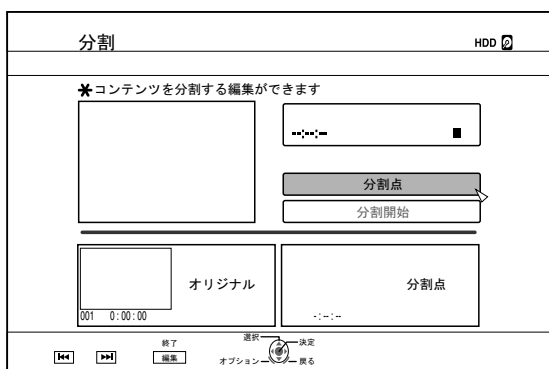 分割
HDD
コンテンツを分割する編集ができます
--:--:--
分割点
分割開始
オリジナル
001 0:00:00
分割点
-:--:--
終了
編集
選択
決定
オプション
戻る